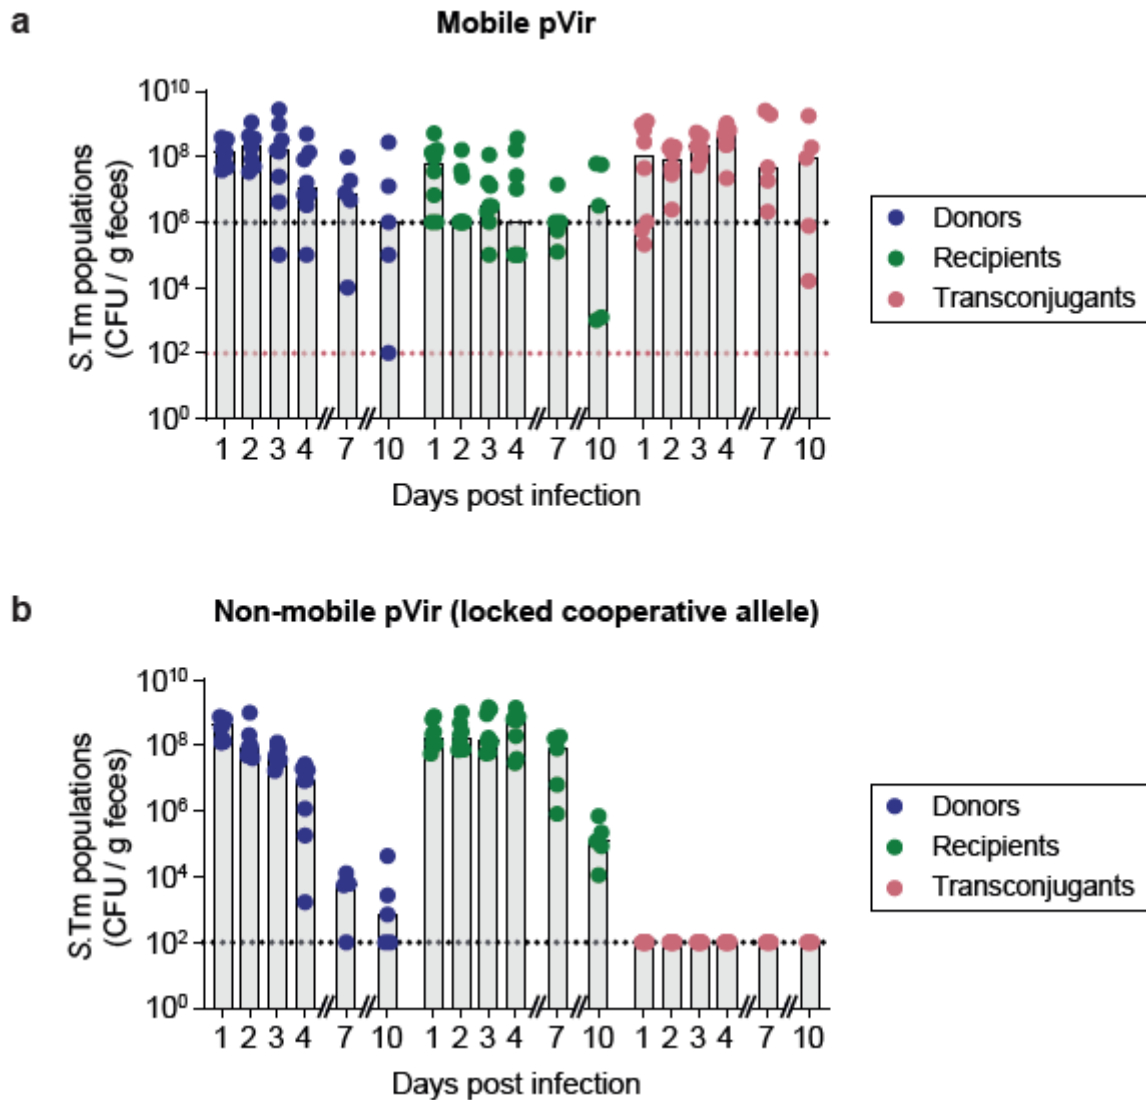 a
Mobile pVir
S.Tm populations
(CFU / g feces)
10^10
10^8
10^6
10^4
10^2
10^0
1 2 3 4 7 10 1 2 3 4 7 10 1 2 3 4 7 10
Days post infection
Donors
Recipients
Transconjugants
b
Non-mobile pVir (locked cooperative allele)
S.Tm populations
(CFU / g feces)
10^10
10^8
10^6
10^4
10^2
10^0
1 2 3 4 7 10 1 2 3 4 7 10 1 2 3 4 7 10
Days post infection
Donors
Recipients
Transconjugants